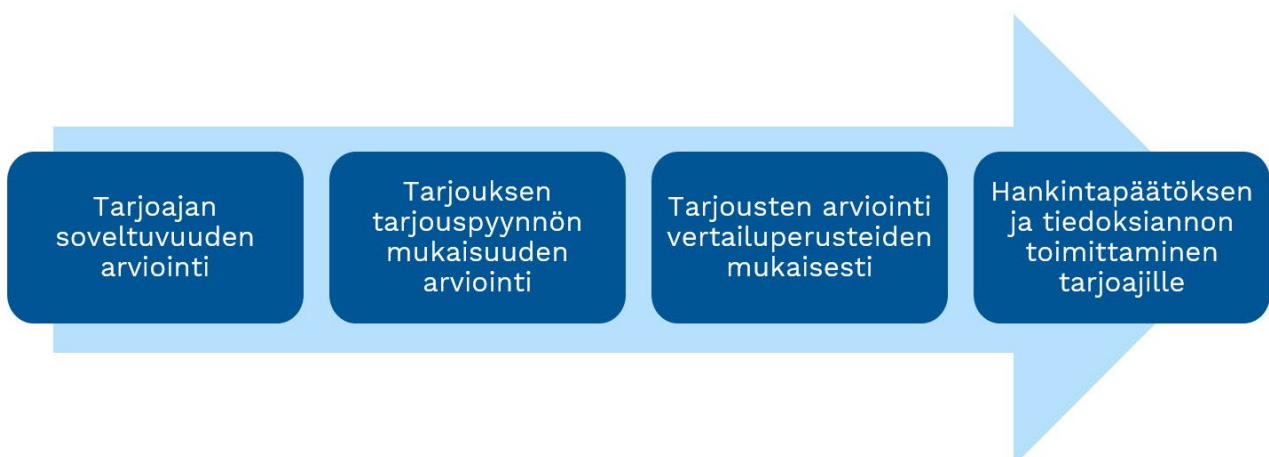 Tarjoajan
soveltuvuuden
arviointi
Tarjouksen
tarjouspyynnön
mukaisuuden
arviointi
Tarjousten arviointi
vertailuperusteiden
mukaisesti
Hankintapäätöksen
ja tiedoksiannon
toimittaminen
tarjoajille